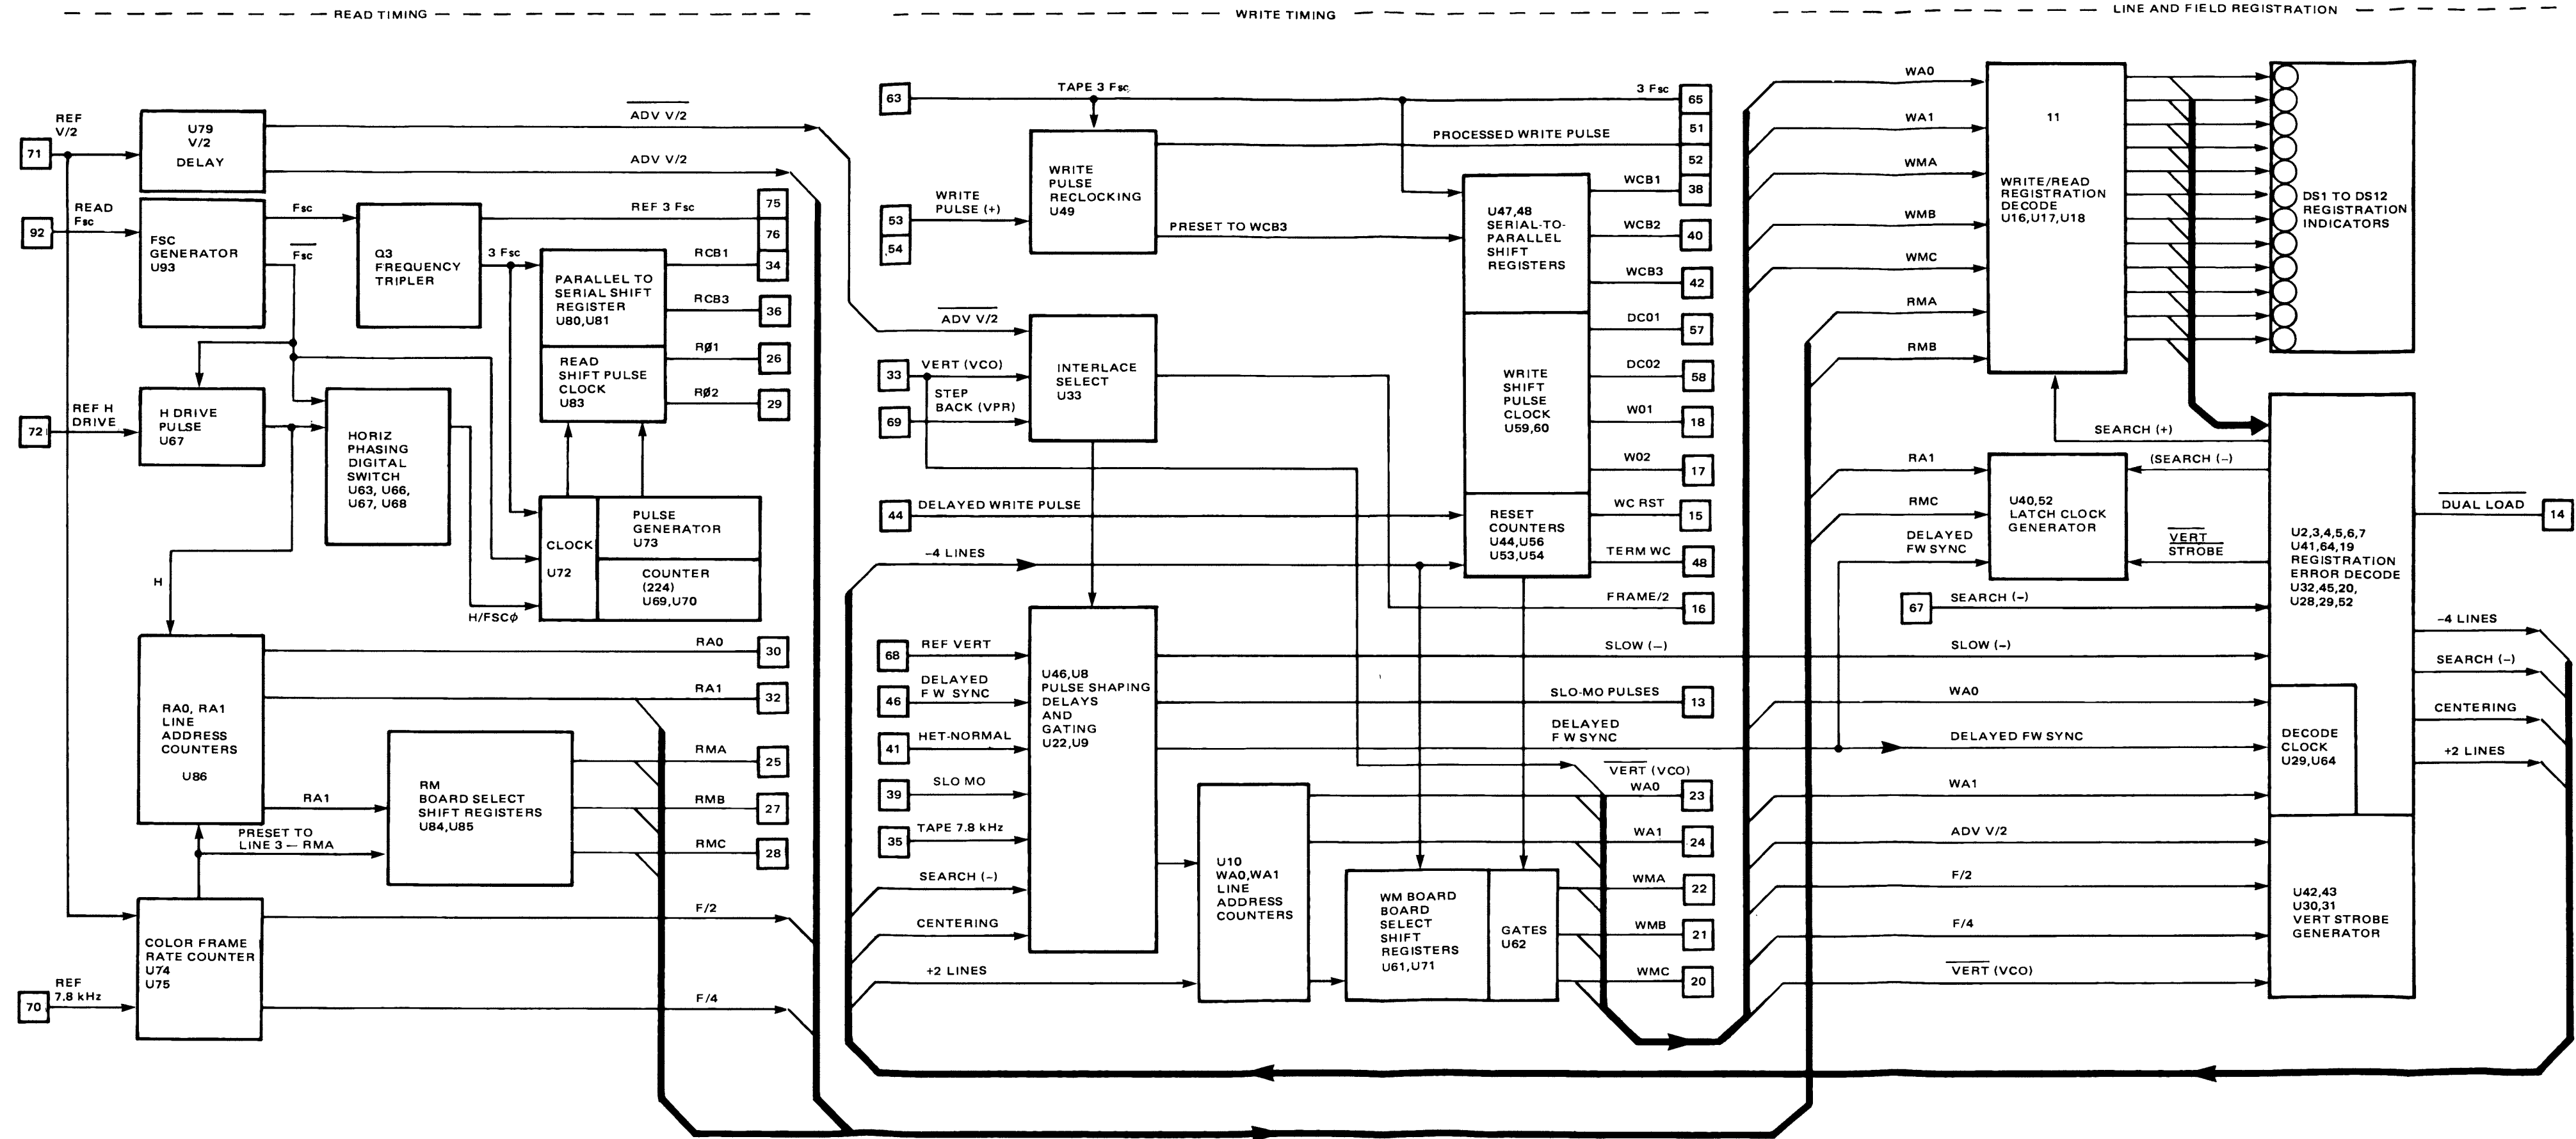 READ TIMING
WRITE TIMING
LINE AND FIELD REGISTRATION
REF
V/2
71
U79
V/2
DELAY
ADV V/2
ADV V/2
READ
Fsc
92
FSC
GENERATOR
U93
Fsc
Fsc
Q3
FREQUENCY
TRIPLER
REF 3 Fsc
75
76
3 Fsc
PARALLEL TO
SERIAL SHIFT
REGISTER
U80,U81
RCB1
34
RCB3
36
READ
SHIFT PULSE
CLOCK
U83
RØ1
26
RØ2
29
REF H
DRIVE
72
H DRIVE
PULSE
U67
HORIZ
PHASING
DIGITAL
SWITCH
U63, U66,
U67, U68
CLOCK
U72
PULSE
GENERATOR
U73
COUNTER
(224)
U69,U70
H/FSCØ
H
RA0, RA1
LINE
ADDRESS
COUNTERS
U86
RA0
30
RA1
32
RA1
PRESET TO
LINE 3 — RMA
RM
BOARD SELECT
SHIFT REGISTERS
U84,U85
RMA
25
RMB
27
RMC
28
COLOR FRAME
RATE COUNTER
U74
U75
REF
7.8 kHz
70
F/2
F/4
63
TAPE 3 Fsc
3 Fsc
65
WRITE
PULSE
RECLOCKING
U49
PROCESSED WRITE PULSE
51
52
WRITE
PULSE (+)
53
54
PRESET TO WCB3
U47,48
SERIAL-TO-
PARALLEL
SHIFT
REGISTERS
WCB1
38
WCB2
40
WCB3
42
ADV V/2
33
VERT (VCO)
STEP
BACK (VPR)
69
INTERLACE
SELECT
U33
WRITE
SHIFT
PULSE
CLOCK
U59,60
DC01
57
DC02
58
W01
18
W02
17
44
DELAYED WRITE PULSE
RESET
COUNTERS
U44,U56
U53,U54
WC RST
15
TERM WC
48
-4 LINES
FRAME/2
16
68
REF VERT
46
DELAYED
F W SYNC
41
HET-NORMAL
39
SLO MO
35
TAPE 7.8 kHz
SEARCH (-)
CENTERING
+2 LINES
U46,U8
PULSE SHAPING
DELAYS
AND
GATING
U22,U9
SLOW (—)
SLO-MO PULSES
13
DELAYED
F W SYNC
VERT (VCO)
U10
WA0,WA1
LINE
ADDRESS
COUNTERS
WM BOARD
BOARD
SELECT
SHIFT
REGISTERS
U61,U71
GATES
U62
WA0
23
WA1
24
WMA
22
WMB
21
WMC
20
WA0
WA1
WMA
WMB
WMC
RMA
RMB
11
WRITE/READ
REGISTRATION
DECODE
U16,U17,U18
DS1 TO DS12
REGISTRATION
INDICATORS
SEARCH (+)
RA1
RMC
DELAYED
FW SYNC
U40,52
LATCH CLOCK
GENERATOR
(SEARCH (-)
VERT
STROBE
67
SEARCH (-)
SLOW (-)
WA0
DELAYED FW SYNC
WA1
ADV V/2
F/2
F/4
VERT (VCO)
U2,3,4,5,6,7
U41,64,19
REGISTRATION
ERROR DECODE
U32,45,20,
U28,29,52
DECODE
CLOCK
U29,U64
U42,43
U30,31
VERT STROBE
GENERATOR
DUAL LOAD
14
-4 LINES
SEARCH (-)
CENTERING
+2 LINES